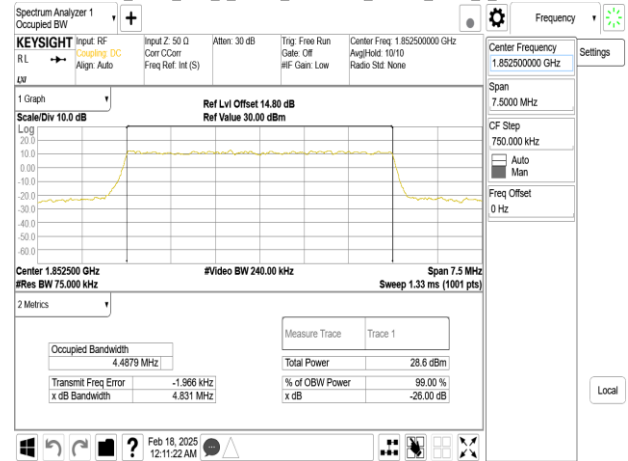 Spectrum Analyzer 1
Occupied BW
Frequency
KEYSIGHT
RL
LXI
Input: RF
Coupling: DC
Align: Auto
Input Z: 50 Ω
Corr CCorr
Freq Ref: Int (S)
Atten: 30 dB
Trig: Free Run
Gate: Off
#IF Gain: Low
Center Freq: 1.852500000 GHz
Avg|Hold: 10/10
Radio Std: None
Center Frequency
1.852500000 GHz
Settings
Span
7.5000 MHz
CF Step
750.000 kHz
Auto
Man
Freq Offset
0 Hz
Local
1 Graph
Scale/Div 10.0 dB
Ref Lvl Offset 14.80 dB
Ref Value 30.00 dBm
Log
20.0
10.0
0.00
-10.0
-20.0
-30.0
-40.0
-50.0
-60.0
Center 1.852500 GHz
#Video BW 240.00 kHz
Span 7.5 MHz
#Res BW 75.000 kHz
Sweep 1.33 ms (1001 pts)
2 Metrics
Measure Trace Trace 1
Occupied Bandwidth
4.4879 MHz
Total Power 28.6 dBm
Transmit Freq Error -1.966 kHz
% of OBW Power 99.00 %
x dB Bandwidth 4.831 MHz
x dB -26.00 dB
?
Feb 18, 2025
12:11:22 AM